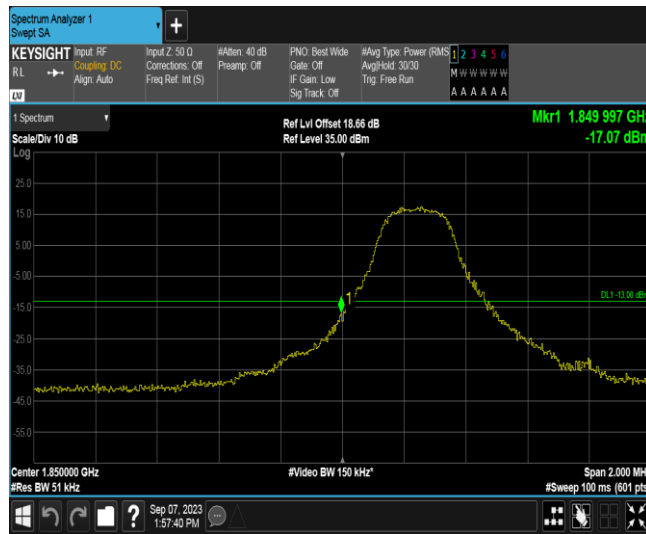 Spectrum Analyzer 1
Swept SA
+
KEYSIGHT
RL
LXI
Input: RF
Coupling: DC
Align: Auto
Input Z: 50 Ω
Corrections: Off
Freq Ref: Int (S)
#Atten: 40 dB
Preamp: Off
PNO: Best Wide
Gate: Off
IF Gain: Low
Sig Track: Off
#Avg Type: Power (RMS
Avg|Hold: 30/30
Trig: Free Run
1 2 3 4 5 6
M W W W W W
A A A A A A
1 Spectrum
Scale/Div 10 dB
Log
Ref Lvl Offset 18.66 dB
Ref Level 35.00 dBm
Mkr1 1.849 997 GHz
-17.07 dBm
25.0
15.0
5.00
-5.00
-15.0
-25.0
-35.0
-45.0
-55.0
1
DL1 -13.00 dBm
Center 1.850000 GHz
#Res BW 51 kHz
#Video BW 150 kHz*
Span 2.000 MH
#Sweep 100 ms (601 pts
?
Sep 07, 2023
1:57:40 PM